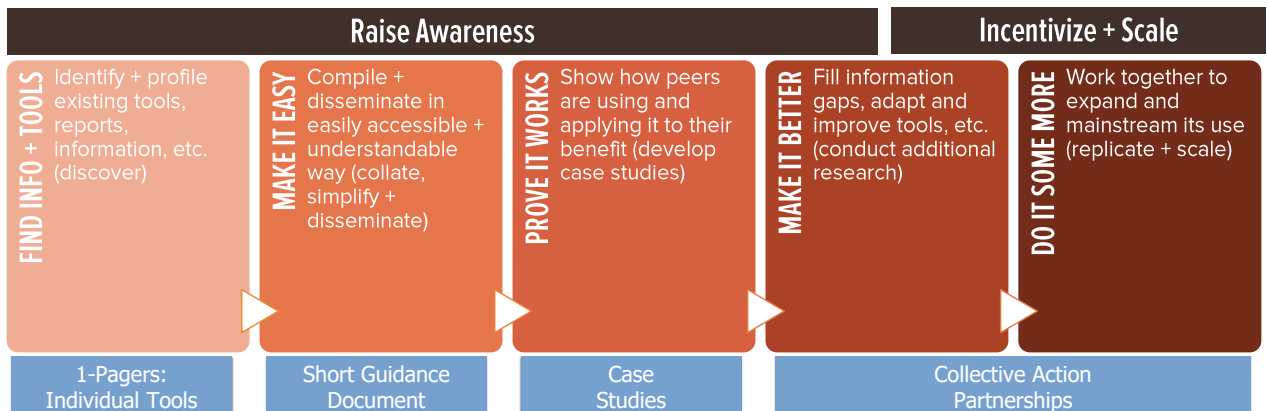 Raise Awareness
Incentivize + Scale
FIND INFO + TOOLS
Identify + profile
existing tools,
reports,
information, etc.
(discover)
MAKE IT EASY
Compile +
disseminate in
easily accessible +
understandable
way (collate,
simplify +
disseminate)
PROVE IT WORKS
Show how peers
are using and
applying it to their
benefit (develop
case studies)
MAKE IT BETTER
Fill information
gaps, adapt and
improve tools, etc.
(conduct additional
research)
DO IT SOME MORE
Work together to
expand and
mainstream its use
(replicate + scale)
1-Pagers:
Individual Tools
Short Guidance
Document
Case
Studies
Collective Action
Partnerships